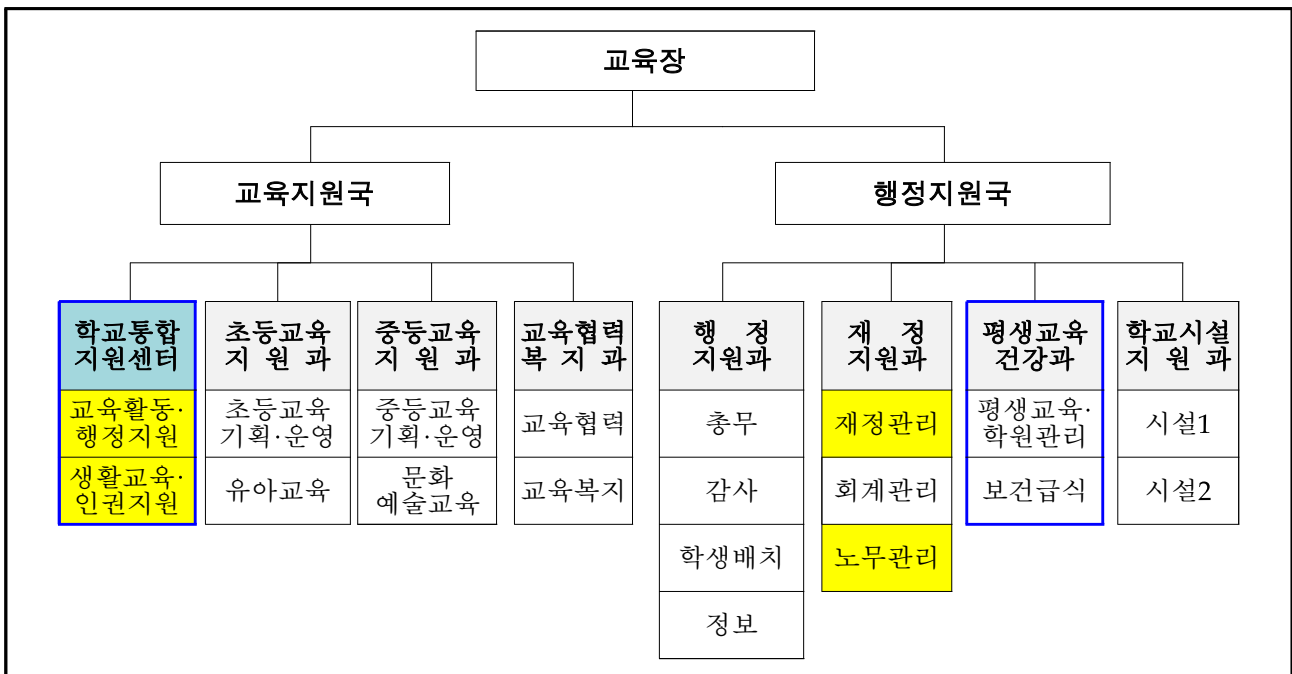 교육장
교육지원국
행정지원국
학교통합
지원센터
교육활동·
행정지원
생활교육·
인권지원
초등교육
지 원 과
초등교육
기획·운영
유아교육
중등교육
지 원 과
중등교육
기획·운영
문화
예술교육
교육협력
복 지 과
교육협력
교육복지
행 정
지원과
총무
감사
학생배치
정보
재 정
지원과
재정관리
회계관리
노무관리
평생교육
건강과
평생교육·
학원관리
보건급식
학교시설
지 원 과
시설1
시설2